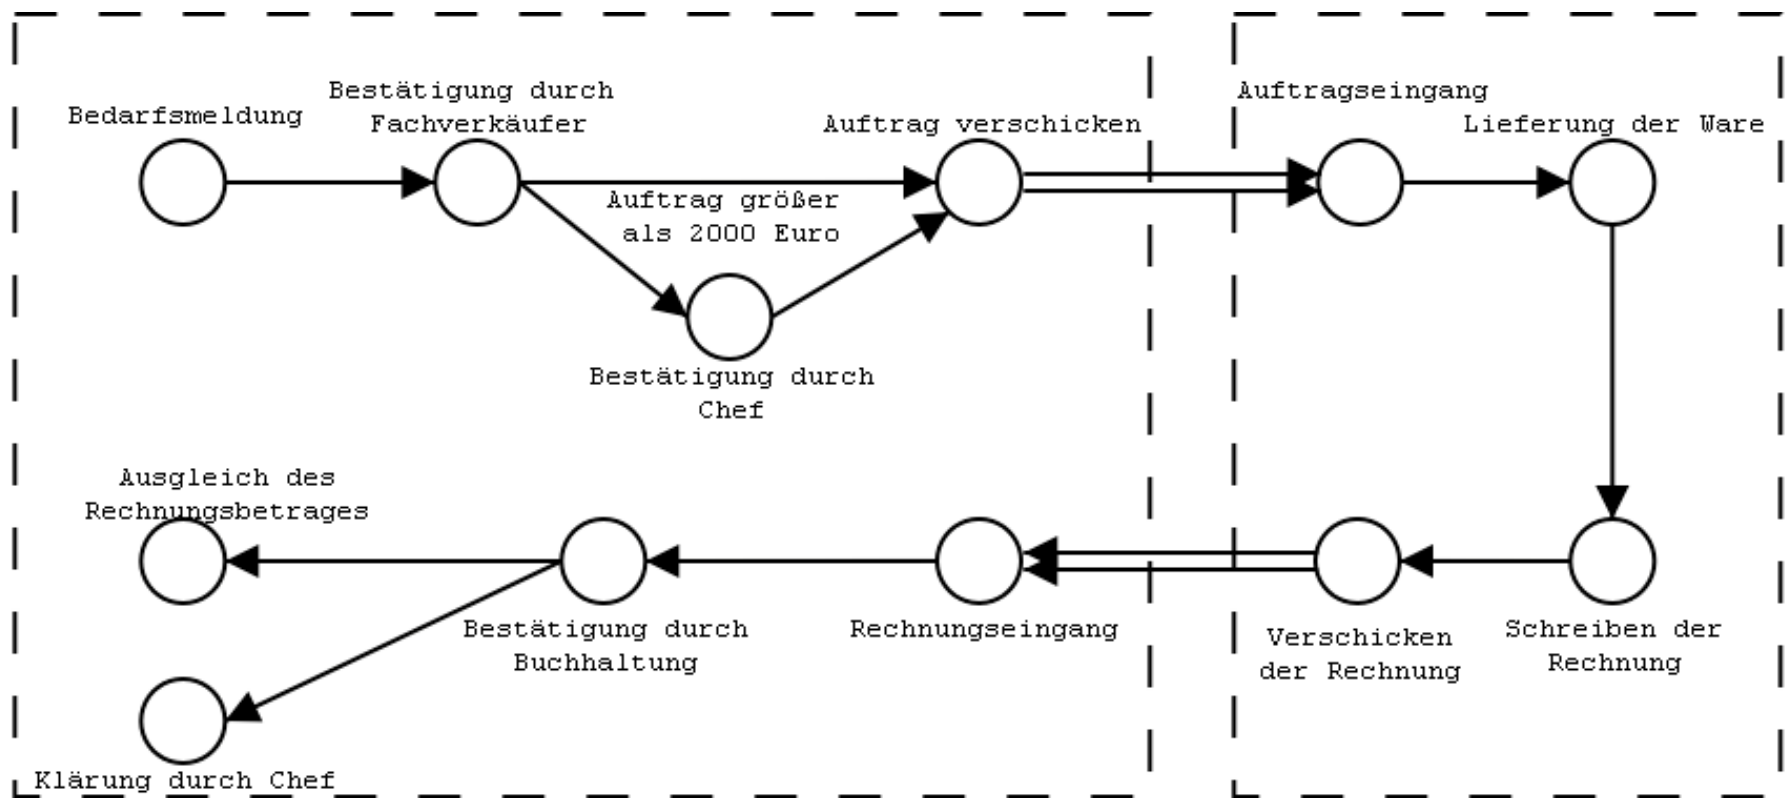 Bedarfsmeldung
Bestätigung durch
Fachverkäufer
Auftrag verschicken
Auftragseingang
Lieferung der Ware
Auftrag größer
als 2000 Euro
Bestätigung durch
Chef
Ausgleich des
Rechnungsbetrages
Bestätigung durch
Buchhaltung
Rechnungseingang
Verschicken
der Rechnung
Schreiben der
Rechnung
Klärung durch Chef